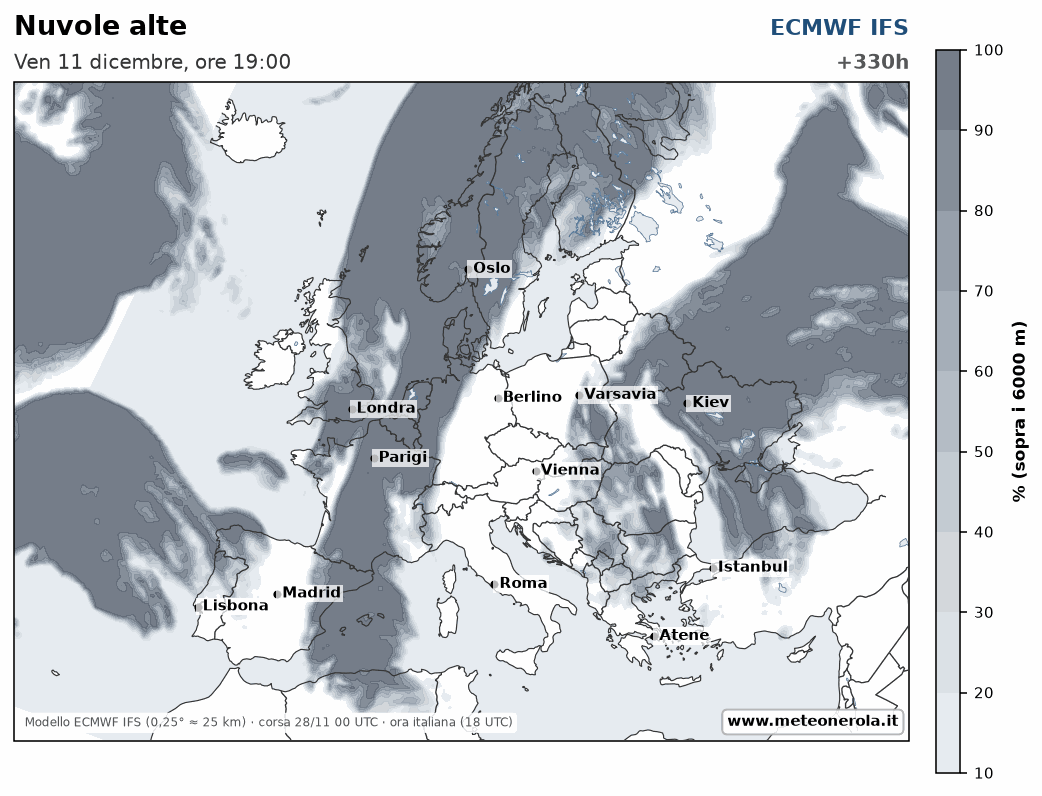 Nuvole alte
ECMWF IFS
Ven 11 dicembre, ore 19:00
+330h
100
90
80
70
60
50
40
30
20
10
% (sopra i 6000 m)
Oslo
Londra
Berlino
Varsavia
Kiev
Parigi
Vienna
Istanbul
Roma
Madrid
Lisbona
Atene
Modello ECMWF IFS (0,25° ≈ 25 km) · corsa 28/11 00 UTC · ora italiana (18 UTC)
www.meteonerola.it